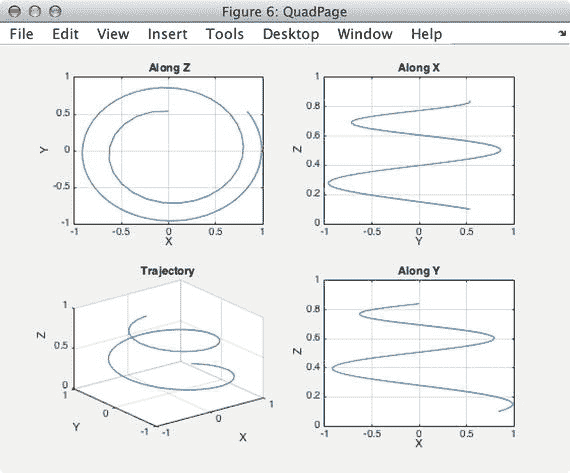 Figure 6: QuadPage
File Edit View Insert Tools Desktop Window Help
Along Z
1
0.5
0
-0.5
-1
Y
-1 -0.5 0 0.5 1
X
Along X
1
0.8
0.6
0.4
0.2
0
Z
-1 -0.5 0 0.5 1
Y
Trajectory
1
0.5
0
Z
1
0
-1
Y
-1
0
1
X
Along Y
1
0.8
0.6
0.4
0.2
0
Z
-1 -0.5 0 0.5 1
X